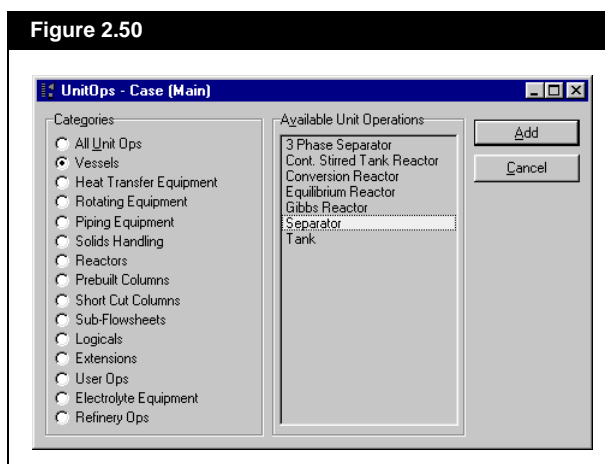 Figure 2.50
UnitOps - Case (Main)
Categories
All Unit Ops
Vessels
Heat Transfer Equipment
Rotating Equipment
Piping Equipment
Solids Handling
Reactors
Prebuilt Columns
Short Cut Columns
Sub-Flowsheets
Logicals
Extensions
User Ops
Electrolyte Equipment
Refinery Ops
Available Unit Operations
3 Phase Separator
Cont. Stirred Tank Reactor
Conversion Reactor
Equilibrium Reactor
Gibbs Reactor
Separator
Tank
Add
Cancel